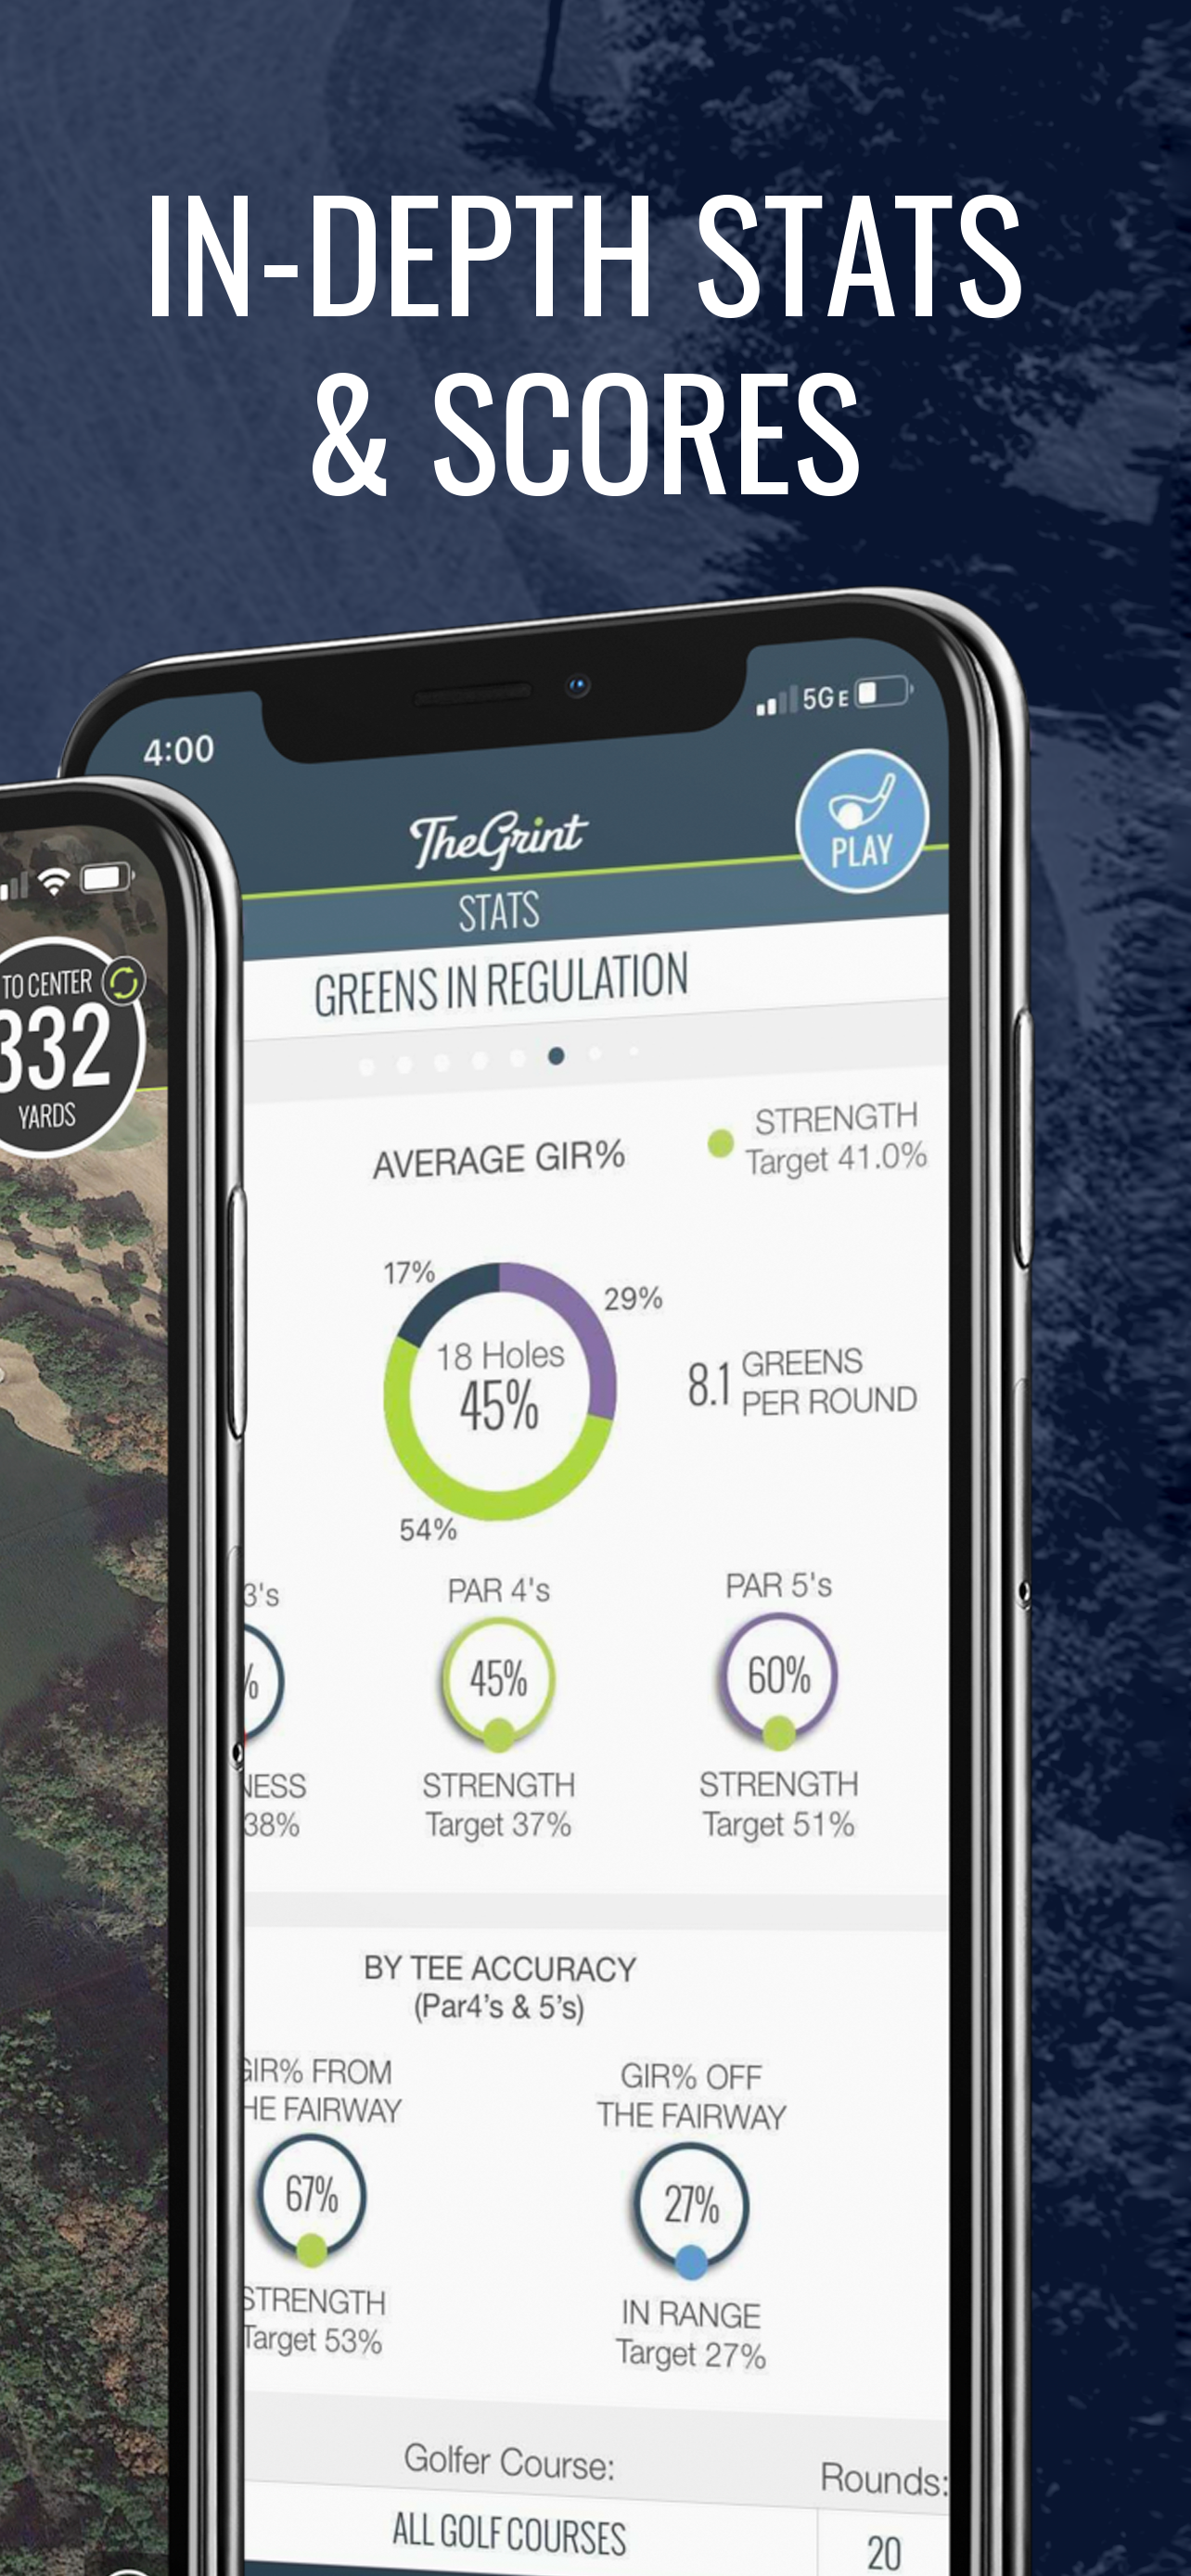 IN-DEPTH STATS
& SCORES
4:00
5GE
TheGrint
PLAY
STATS
TO CENTER
332
YARDS
GREENS IN REGULATION
AVERAGE GIR%
STRENGTH
Target 41.0%
17%
29%
18 Holes
45%
8.1 GREENS
PER ROUND
54%
3's
PAR 4's
PAR 5's
%
45%
60%
NESS
STRENGTH
STRENGTH
38%
Target 37%
Target 51%
BY TEE ACCURACY
(Par4's & 5's)
GIR% FROM
GIR% OFF
HE FAIRWAY
THE FAIRWAY
67%
27%
STRENGTH
IN RANGE
Target 53%
Target 27%
Golfer Course:
Rounds:
ALL GOLF COURSES
20